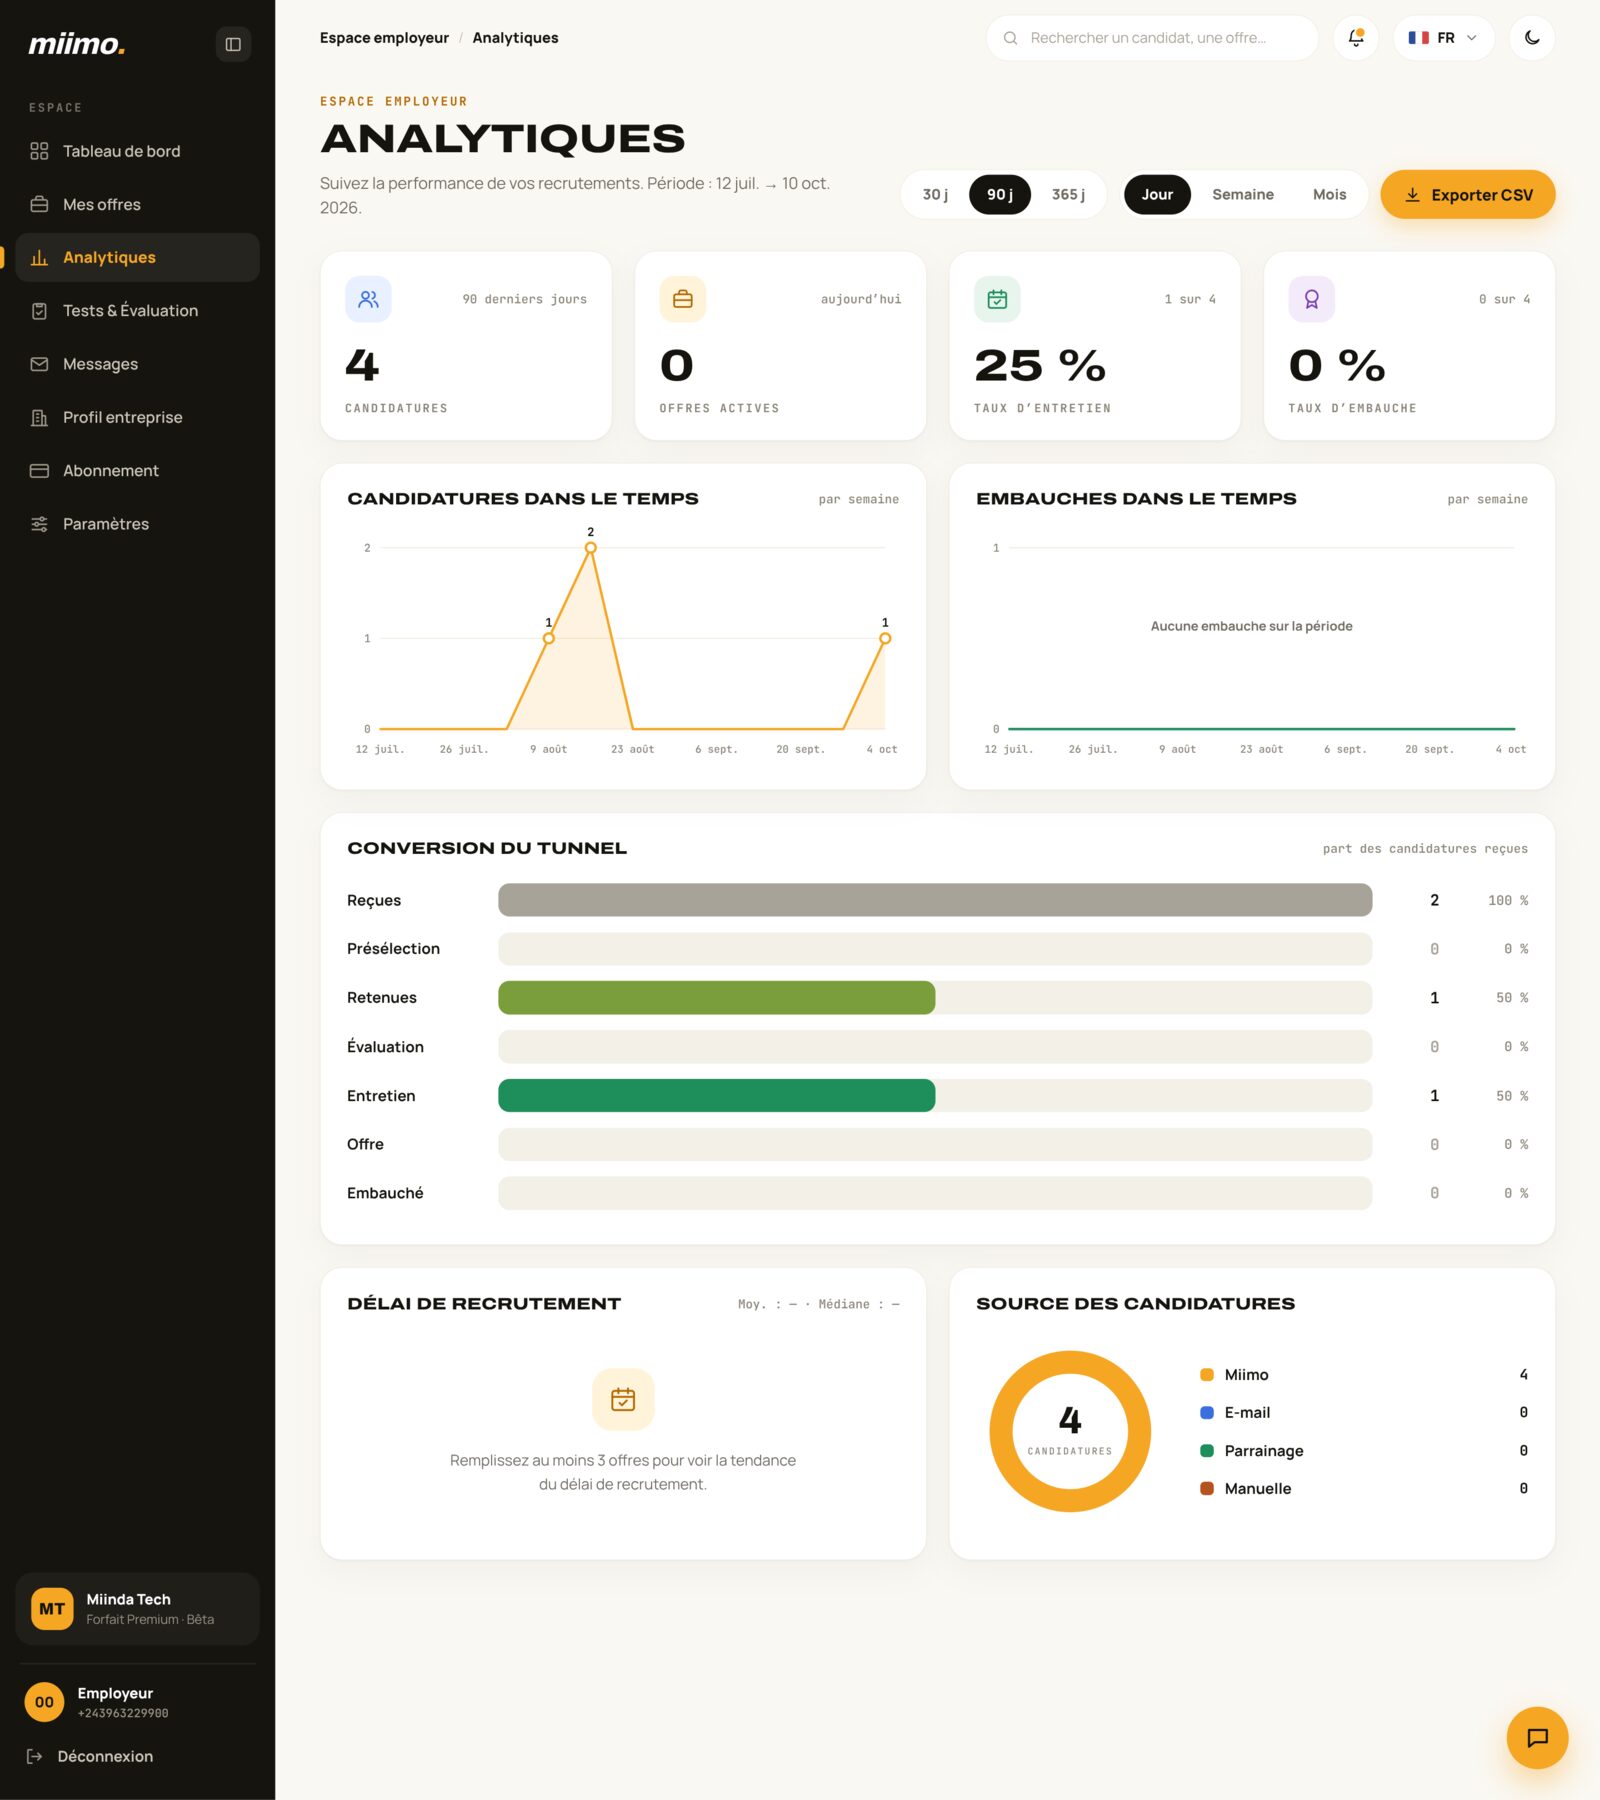 miimo.
ESPACE
Tableau de bord
Mes offres
Analytiques
Tests & Évaluation
Messages
Profil entreprise
Abonnement
Paramètres
MT
Miinda Tech
Forfait Premium · Bêta
00
Employeur
+243963229900
Déconnexion
Espace employeur / Analytiques
Rechercher un candidat, une offre...
FR
ESPACE EMPLOYEUR
ANALYTIQUES
Suivez la performance de vos recrutements. Période : 12 juil. → 10 oct.
2026.
30 j 90 j 365 j
Jour Semaine Mois
Exporter CSV
90 derniers jours
4
CANDIDATURES
aujourd’hui
0
OFFRES ACTIVES
1 sur 4
25 %
TAUX D’ENTRETIEN
0 sur 4
0 %
TAUX D’EMBAUCHE
CANDIDATURES DANS LE TEMPS par semaine
2
2
1
1
1
0
12 juil. 26 juil. 9 août 23 août 6 sept. 20 sept. 4 oct
EMBAUCHES DANS LE TEMPS par semaine
1
Aucune embauche sur la période
0
12 juil. 26 juil. 9 août 23 août 6 sept. 20 sept. 4 oct
CONVERSION DU TUNNEL part des candidatures reçues
Reçues 2 100 %
Présélection 0 0 %
Retenues 1 50 %
Évaluation 0 0 %
Entretien 1 50 %
Offre 0 0 %
Embauché 0 0 %
DÉLAI DE RECRUTEMENT Moy. : — · Médiane : —
Remplissez au moins 3 offres pour voir la tendance
du délai de recrutement.
SOURCE DES CANDIDATURES
4
CANDIDATURES
Miimo 4
E-mail 0
Parrainage 0
Manuelle 0